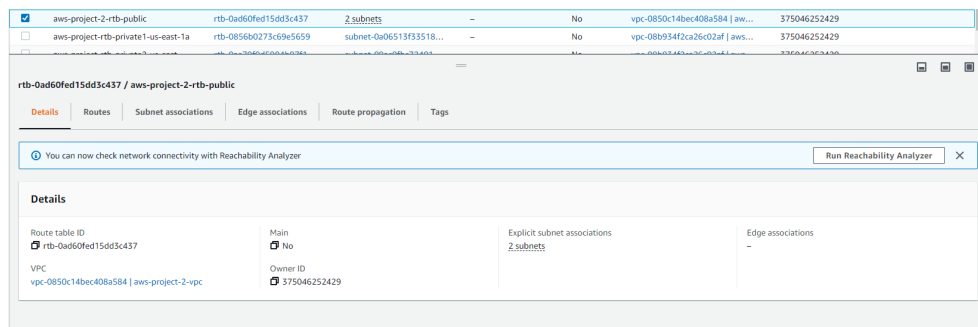 aws-project-2-rtb-public rtb-0ad60fed15dd3c437 2 subnets – No vpc-0850c14bec408a584 | aw... 375046252429
aws-project-rtb-private1-us-east-1a rtb-0856b0273c69e5659 subnet-0a06513f33518... – No vpc-08b934f2ca26c02af | aws... 375046252429
rtb-0ad60fed15dd3c437 / aws-project-2-rtb-public
Details Routes Subnet associations Edge associations Route propagation Tags
You can now check network connectivity with Reachability Analyzer Run Reachability Analyzer
Details
Route table ID Main Explicit subnet associations Edge associations
rtb-0ad60fed15dd3c437 No 2 subnets –
VPC Owner ID
vpc-0850c14bec408a584 | aws-project-2-vpc 375046252429